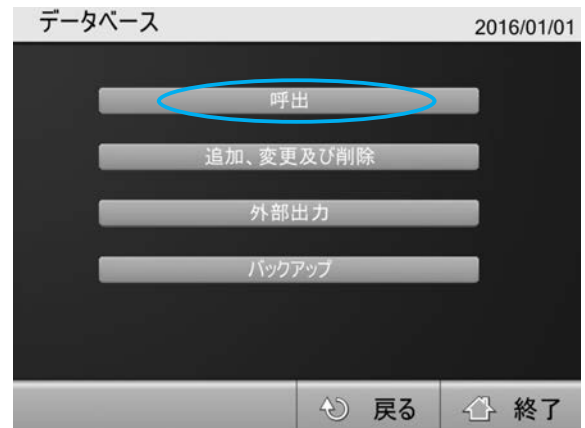 データベース
2016/01/01
呼出
追加、変更及び削除
外部出力
バックアップ
戻る
終了